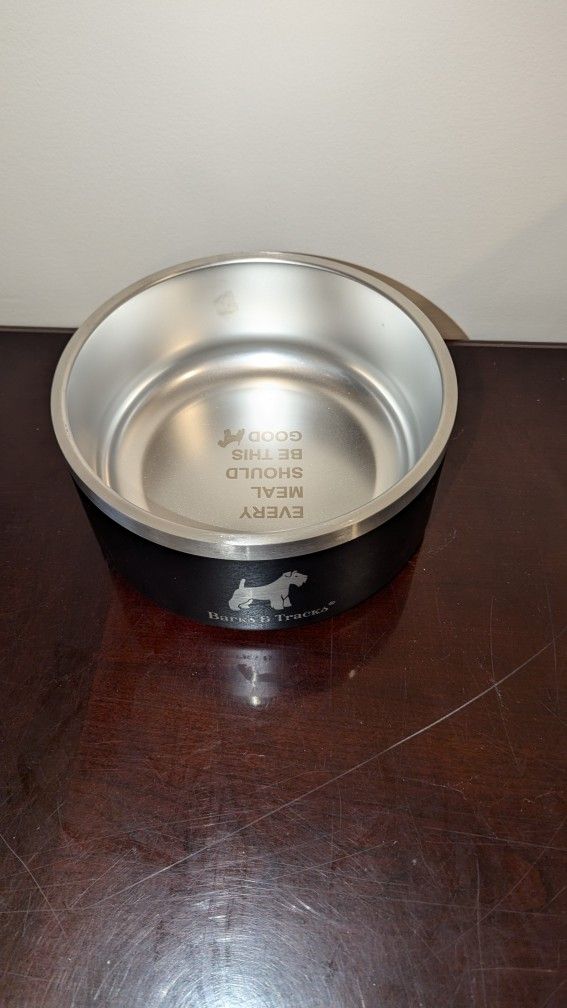 EVERY
MEAL
SHOULD
BE THIS
GOOD
Barks & Tracks®